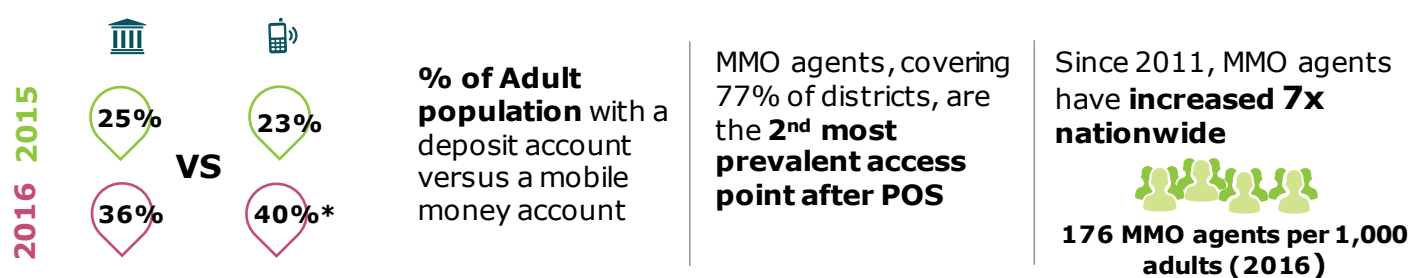 2015
25%
23%
VS
2016
36%
40%*
% of Adult
population with a
deposit account
versus a mobile
money account
MMO agents, covering
77% of districts, are
the 2nd most
prevalent access
point after POS
Since 2011, MMO agents
have increased 7x
nationwide
176 MMO agents per 1,000
adults (2016)